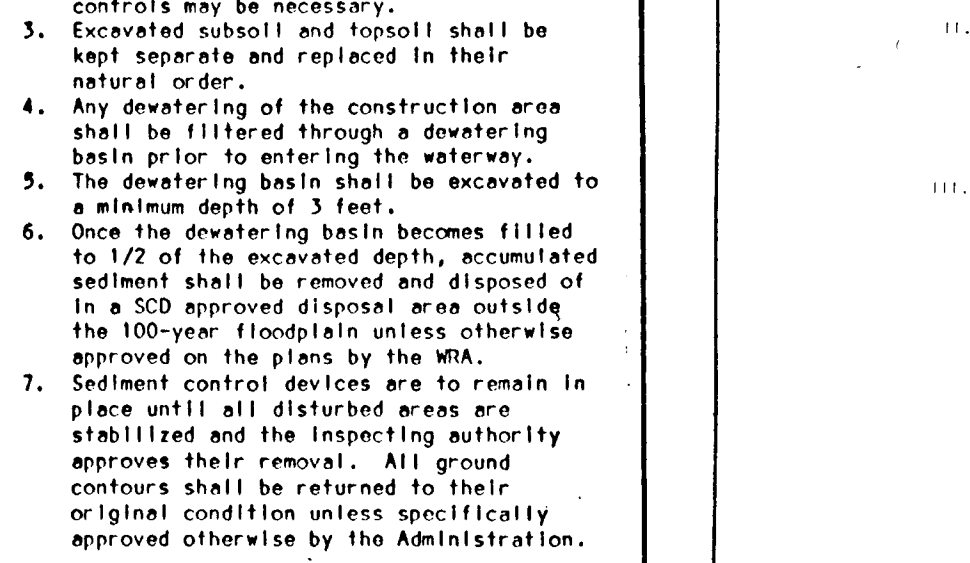 controls may be necessary.
3. Excavated subsoil and topsoil shall be
kept separate and replaced in their
natural order.
4. Any dewatering of the construction area
shall be filtered through a dewatering
basin prior to entering the waterway.
5. The dewatering basin shall be excavated to
a minimum depth of 3 feet.
6. Once the dewatering basin becomes filled
to 1/2 of the excavated depth, accumulated
sediment shall be removed and disposed of
in a SCD approved disposal area outside
the 100-year floodplain unless otherwise
approved on the plans by the WRA.
7. Sediment control devices are to remain in
place until all disturbed areas are
stabilized and the inspecting authority
approves their removal. All ground
contours shall be returned to their
original condition unless specifically
approved otherwise by the Administration.
II.
III.